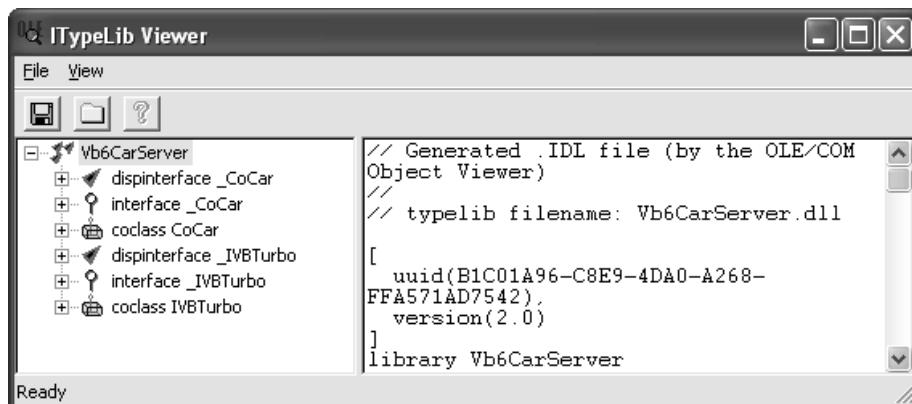 ITypeLib Viewer
File View
Vb6CarServer
dispinterface _CoCar
interface _CoCar
coclass CoCar
dispinterface _IVBTurbo
interface _IVBTurbo
coclass IVBTurbo
// Generated .IDL file (by the OLE/COM
Object Viewer)
//
// typelib filename: Vb6CarServer.dll
[
uuid(B1C01A96-C8E9-4DA0-A268-
FFA571AD7542),
version(2.0)
]
library Vb6CarServer
Ready